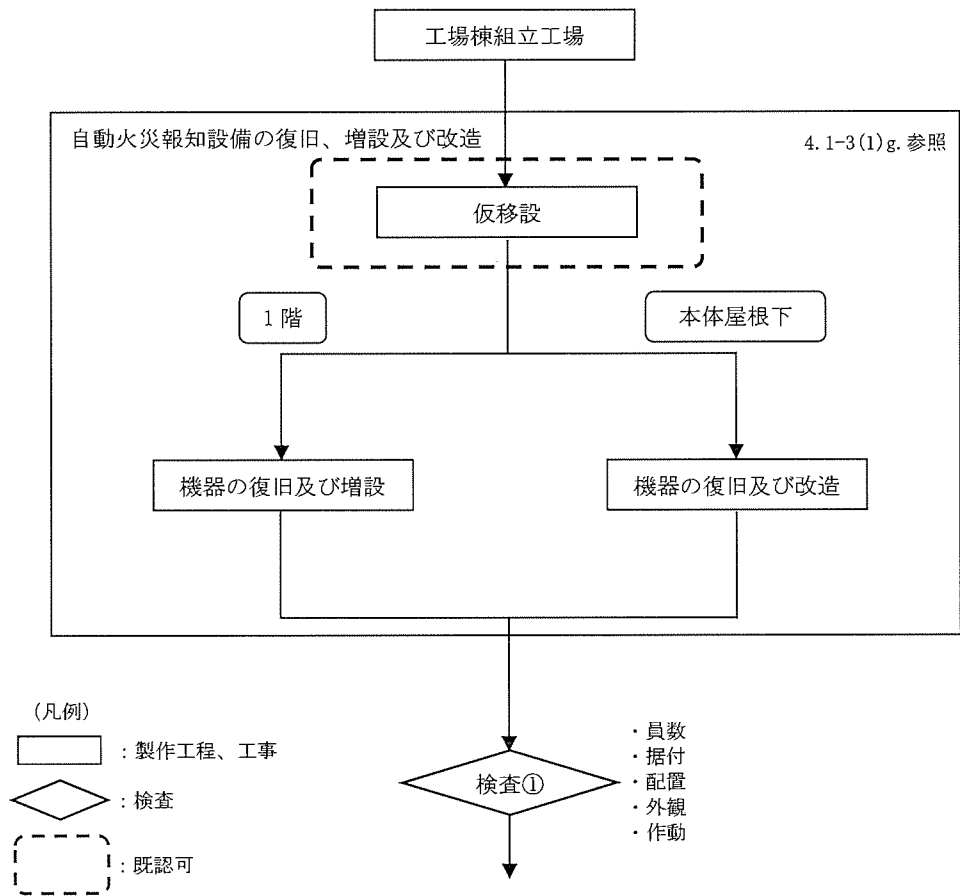 工場棟組立工場
自動火災報知設備の復旧、増設及び改造
4.1-3(1)g.参照
仮移設
1階
本体屋根下
機器の復旧及び増設
機器の復旧及び改造
検査①
・員数
・据付
・配置
・外観
・作動
(凡例)
：製作工程、工事
：検査
：既認可